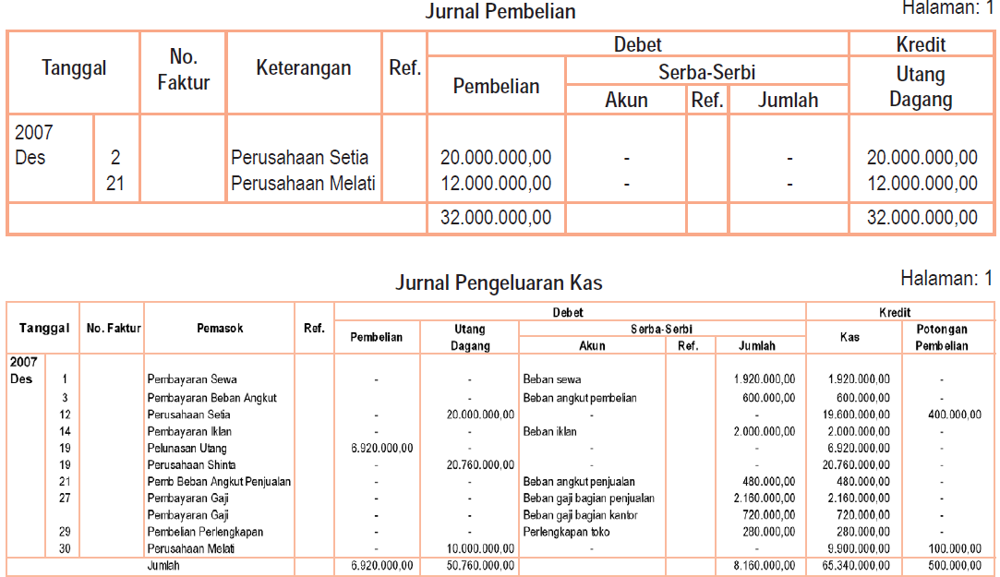 Jurnal Pembelian
Halaman: 1
Tanggal No. Faktur Keterangan Ref. Debet Kredit
Pembelian Serba-Serbi Utang Dagang
Akun Ref. Jumlah
2007
Des 2 Perusahaan Setia 20.000.000,00 - - 20.000.000,00
21 Perusahaan Melati 12.000.000,00 - - 12.000.000,00
32.000.000,00 32.000.000,00
Jurnal Pengeluaran Kas
Halaman: 1
Tanggal No. Faktur Pemasok Ref. Debet Kredit
Pembelian Utang Dagang Serba-Serbi Kas Potongan Pembelian
Akun Ref. Jumlah
2007
Des 1 Pembayaran Sewa - - Beban sewa 1.920.000,00 1.920.000,00 -
3 Pembayaran Beban Angkut - Beban angkut pembelian 600.000,00 600.000,00 -
12 Perusahaan Setia - 20.000.000,00 - - 19.600.000,00 400.000,00
14 Pembayaran Iklan - - Beban iklan 2.000.000,00 2.000.000,00 -
19 Pelunasan Utang 6.920.000,00 - - - 6.920.000,00 -
19 Perusahaan Shinta - 20.760.000,00 - - 20.760.000,00 -
21 Pemb Beban Angkut Penjualan - - Beban angkut penjualan 480.000,00 480.000,00 -
27 Pembayaran Gaji - - Beban gaji bagian penjualan 2.160.000,00 2.160.000,00 -
Pembayaran Gaji - - Beban gaji bagian kantor 720.000,00 720.000,00 -
29 Pembelian Perlengkapan - - Perlengkapan toko 280.000,00 280.000,00 -
30 Perusahaan Melati - 10.000.000,00 - - 9.900.000,00 100.000,00
Jumlah 6.920.000,00 50.760.000,00 8.160.000,00 65.340.000,00 500.000,00